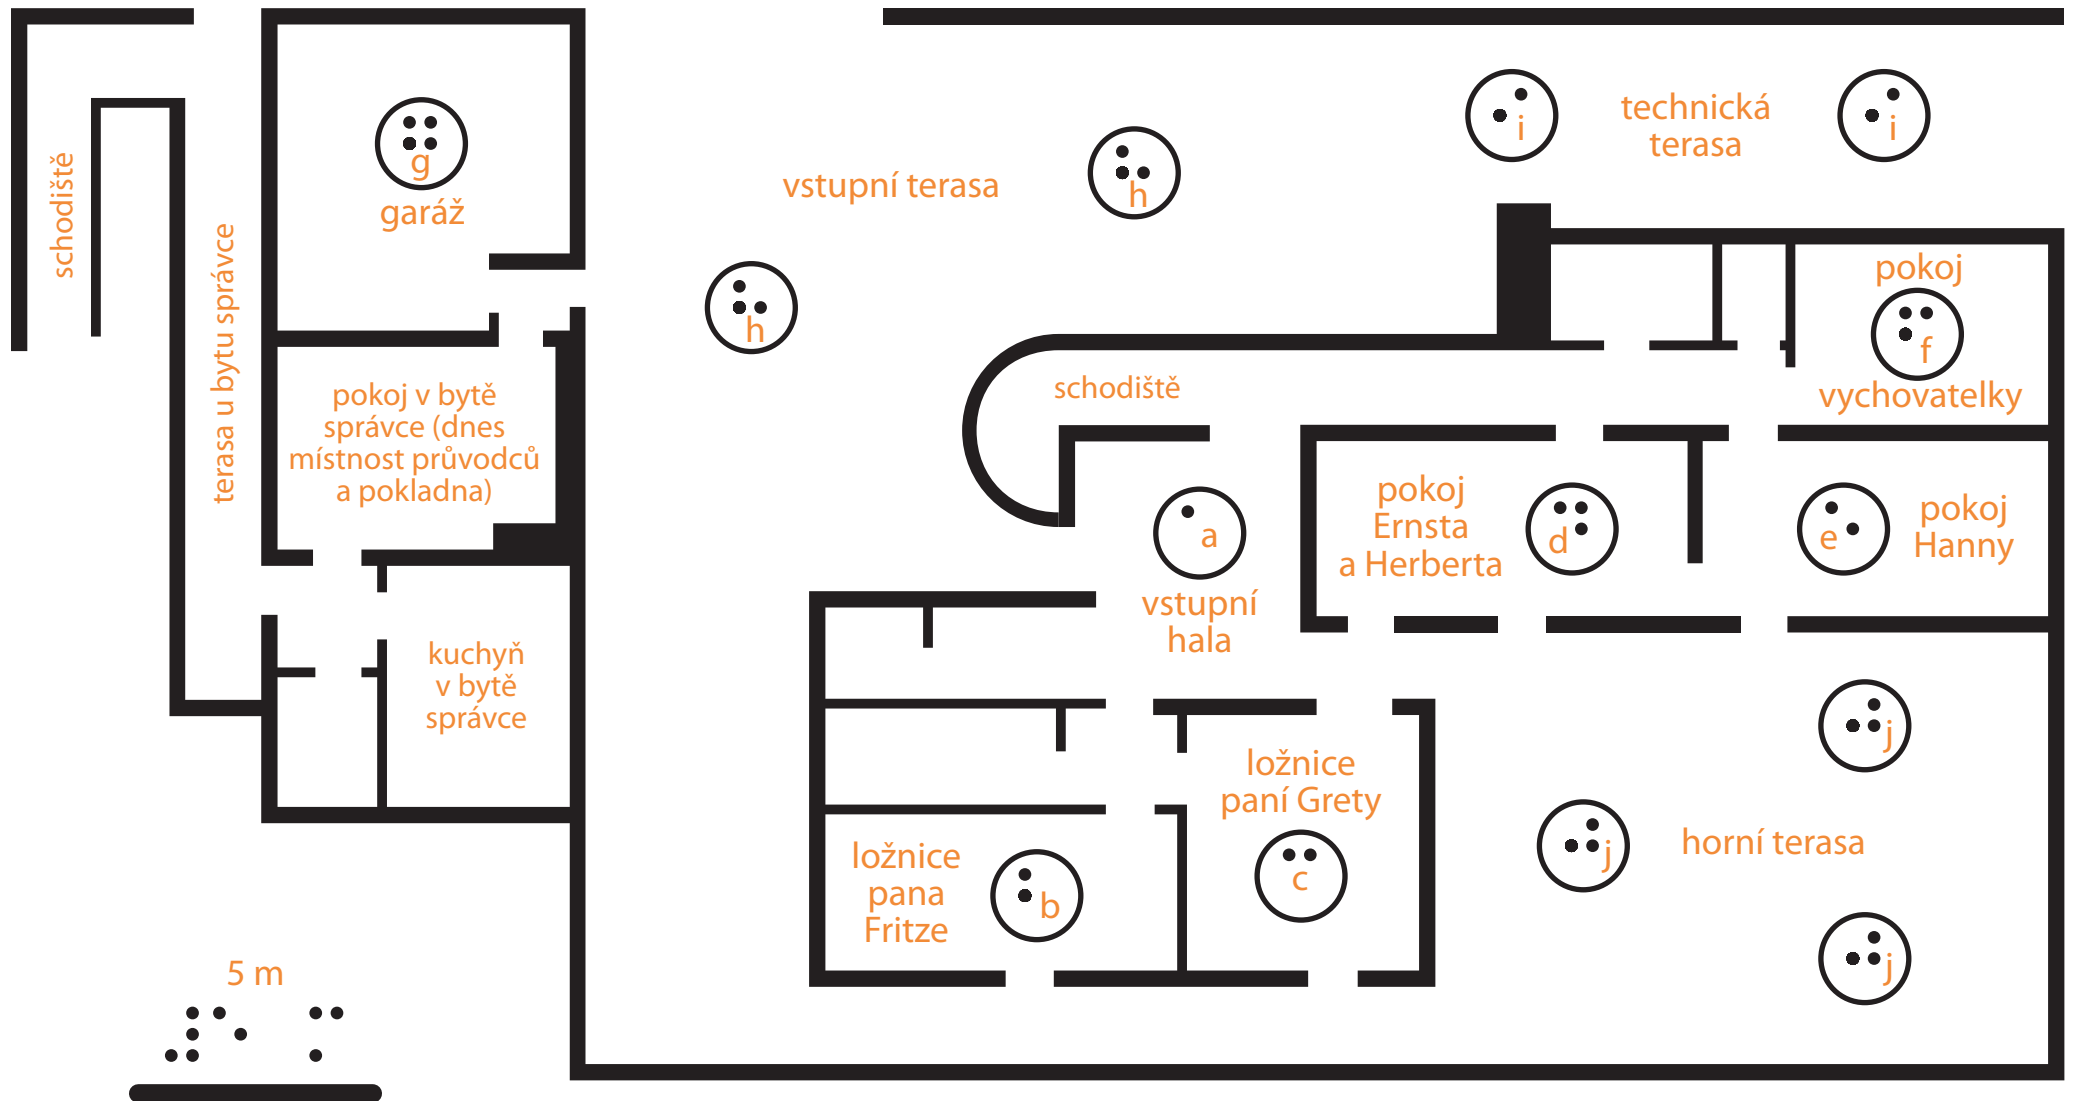 schodiště
terasa u bytu správce
g
garáž
vstupní terasa
h
h
i
technická
terasa
i
pokoj
f
vychovatelky
pokoj v bytě
správce (dnes
místnost průvodců
a pokladna)
schodiště
a
vstupní
hala
pokoj
Ernsta
a Herberta
d
e
pokoj
Hanny
kuchyň
v bytě
správce
ložnice
paní Grety
c
ložnice
pana
Fritze
b
j
j
horní terasa
j
5 m
⠼⠑ ⠍